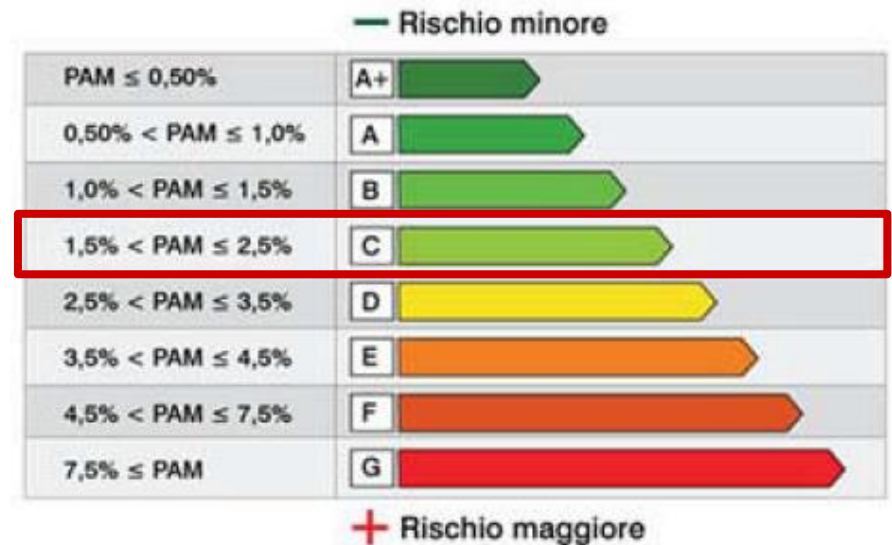 — Rischio minore
PAM ≤ 0,50% A+
0,50% < PAM ≤ 1,0% A
1,0% < PAM ≤ 1,5% B
1,5% < PAM ≤ 2,5% C
2,5% < PAM ≤ 3,5% D
3,5% < PAM ≤ 4,5% E
4,5% < PAM ≤ 7,5% F
7,5% ≤ PAM G
+ Rischio maggiore